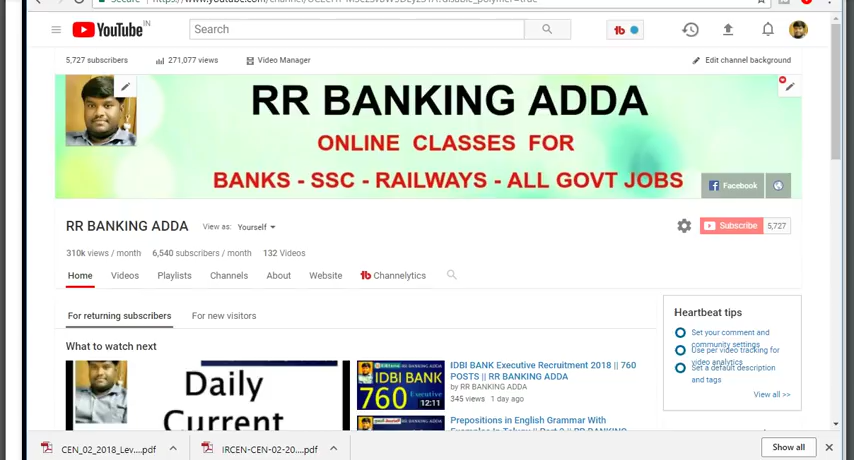 YouTube IN
Search
tb
5,727 subscribers
271,077 views
Video Manager
Edit channel background
RR BANKING ADDA
ONLINE CLASSES FOR
BANKS - SSC - RAILWAYS - ALL GOVT JOBS
Facebook
RR BANKING ADDA
View as: Yourself
Subscribe 5,727
310k views / month 6,540 subscribers / month 132 Videos
Home Videos Playlists Channels About Website tb Channelytics
For returning subscribers For new visitors
What to watch next
Daily
Current
IDBI BANK
760
Executive
12:11
IDBI BANK Executive Recruitment 2018 || 760
POSTS || RR BANKING ADDA
by RR BANKING ADDA
345 views 1 day ago
Prepositions in English Grammar With
Heartbeat tips
Set your comment and
community settings
Use per video tracking for
video analytics
Set a default description
and tags
View all >>
CEN_02_2018_Lev....pdf
IRCEN-CEN-02-20....pdf
Show all